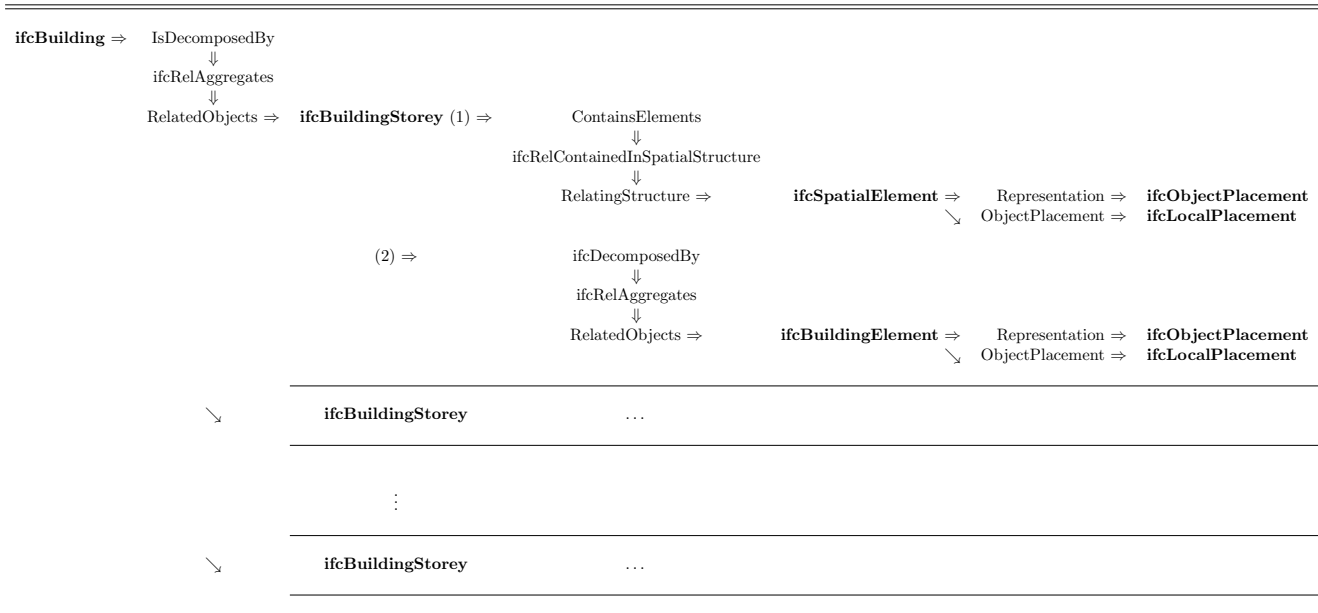 ifcBuilding ⇒ IsDecomposedBy
⇓
ifcRelAggregates
⇓
RelatedObjects ⇒ ifcBuildingStorey (1) ⇒ ContainsElements
⇓
ifcRelContainedInSpatialStructure
⇓
RelatingStructure ⇒ ifcSpatialElement ⇒ Representation ⇒ ifcObjectPlacement
↘ ObjectPlacement ⇒ ifcLocalPlacement
(2) ⇒ ifcDecomposedBy
⇓
ifcRelAggregates
⇓
RelatedObjects ⇒ ifcBuildingElement ⇒ Representation ⇒ ifcObjectPlacement
↘ ObjectPlacement ⇒ ifcLocalPlacement
↘ ifcBuildingStorey ...
⋮
↘ ifcBuildingStorey ...